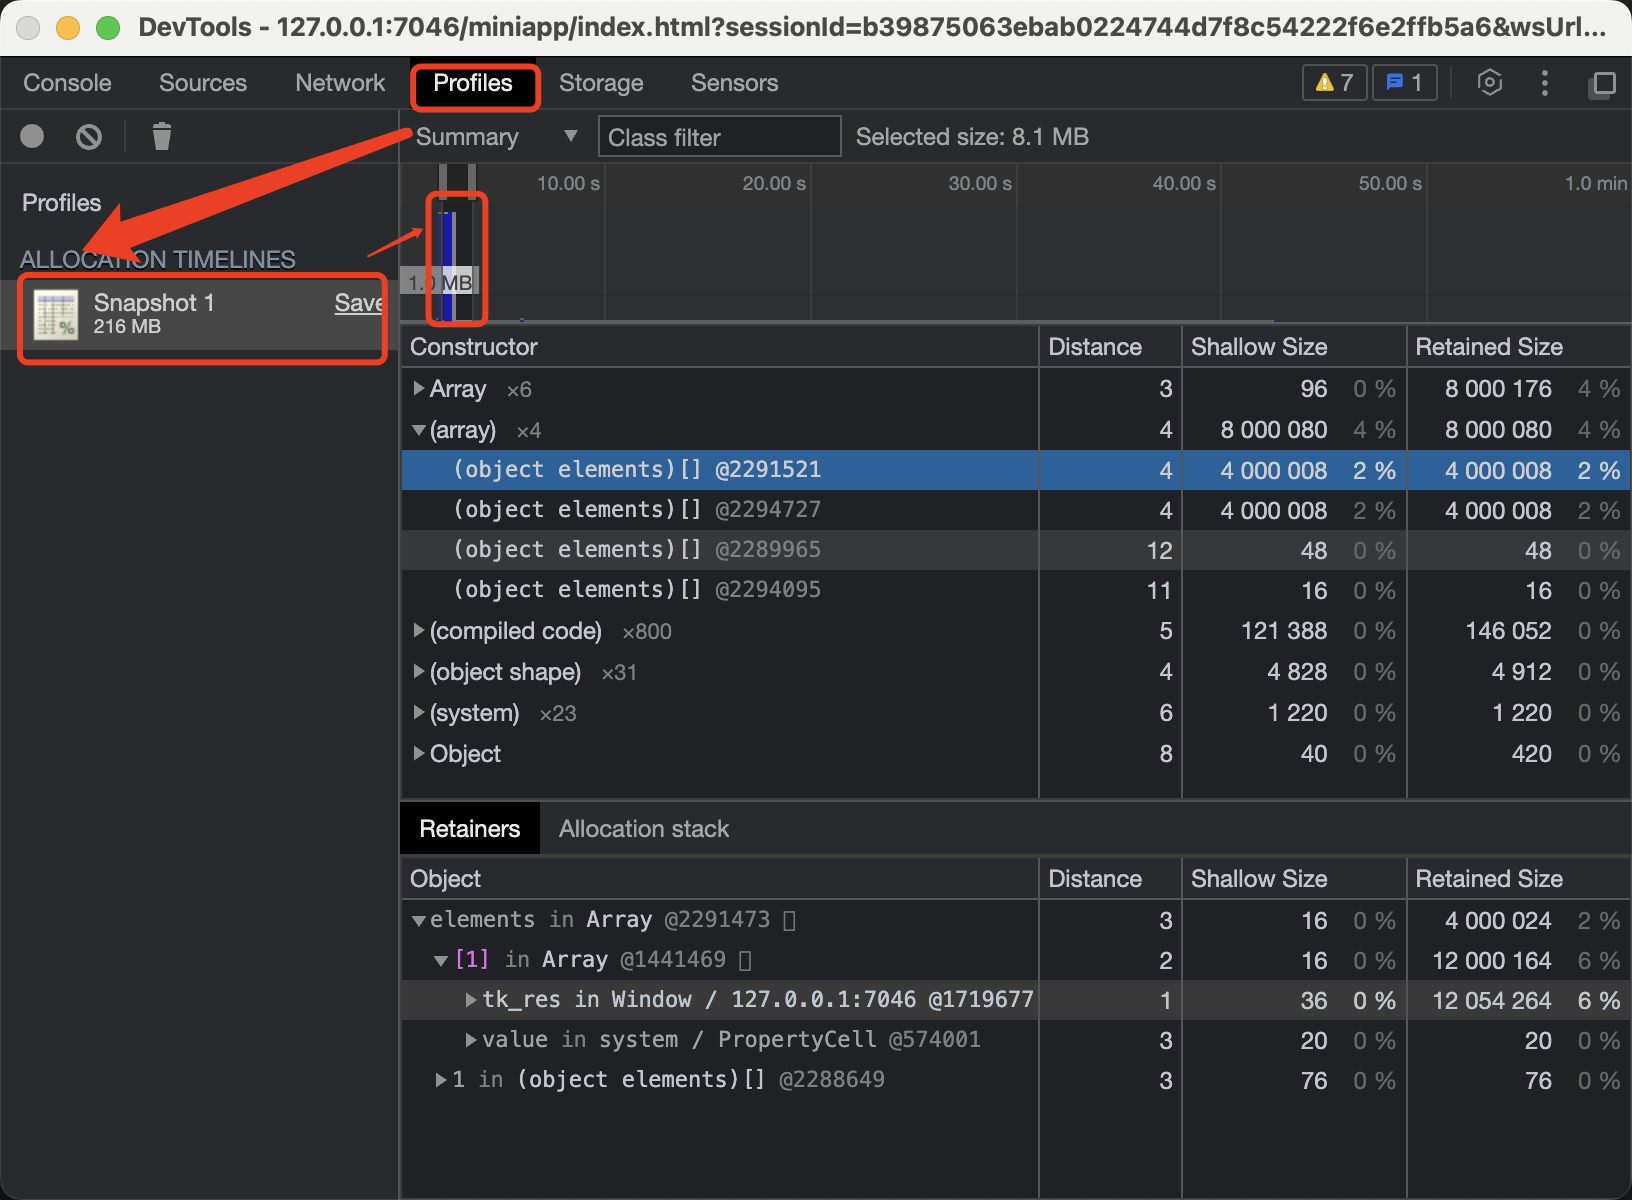 DevTools - 127.0.0.1:7046/miniapp/index.html?sessionId=b39875063ebab0224744d7f8c54222f6e2ffb5a6&wsUrl...
Console Sources Network Profiles Storage Sensors 7 1
Summary Class filter Selected size: 8.1 MB
Profiles
ALLOCATION TIMELINES
Snapshot 1 Save
216 MB
10.00 s 20.00 s 30.00 s 40.00 s 50.00 s 1.0 min
1.0 MB
Constructor Distance Shallow Size Retained Size
Array ×6 3 96 0 % 8 000 176 4 %
(array) ×4 4 8 000 080 4 % 8 000 080 4 %
(object elements)[] @2291521 4 4 000 008 2 % 4 000 008 2 %
(object elements)[] @2294727 4 4 000 008 2 % 4 000 008 2 %
(object elements)[] @2289965 12 48 0 % 48 0 %
(object elements)[] @2294095 11 16 0 % 16 0 %
(compiled code) ×800 5 121 388 0 % 146 052 0 %
(object shape) ×31 4 4 828 0 % 4 912 0 %
(system) ×23 6 1 220 0 % 1 220 0 %
Object 8 40 0 % 420 0 %
Retainers Allocation stack
Object Distance Shallow Size Retained Size
elements in Array @2291473 3 16 0 % 4 000 024 2 %
[1] in Array @1441469 2 16 0 % 12 000 164 6 %
tk_res in Window / 127.0.0.1:7046 @1719677 1 36 0 % 12 054 264 6 %
value in system / PropertyCell @574001 3 20 0 % 20 0 %
1 in (object elements)[] @2288649 3 76 0 % 76 0 %